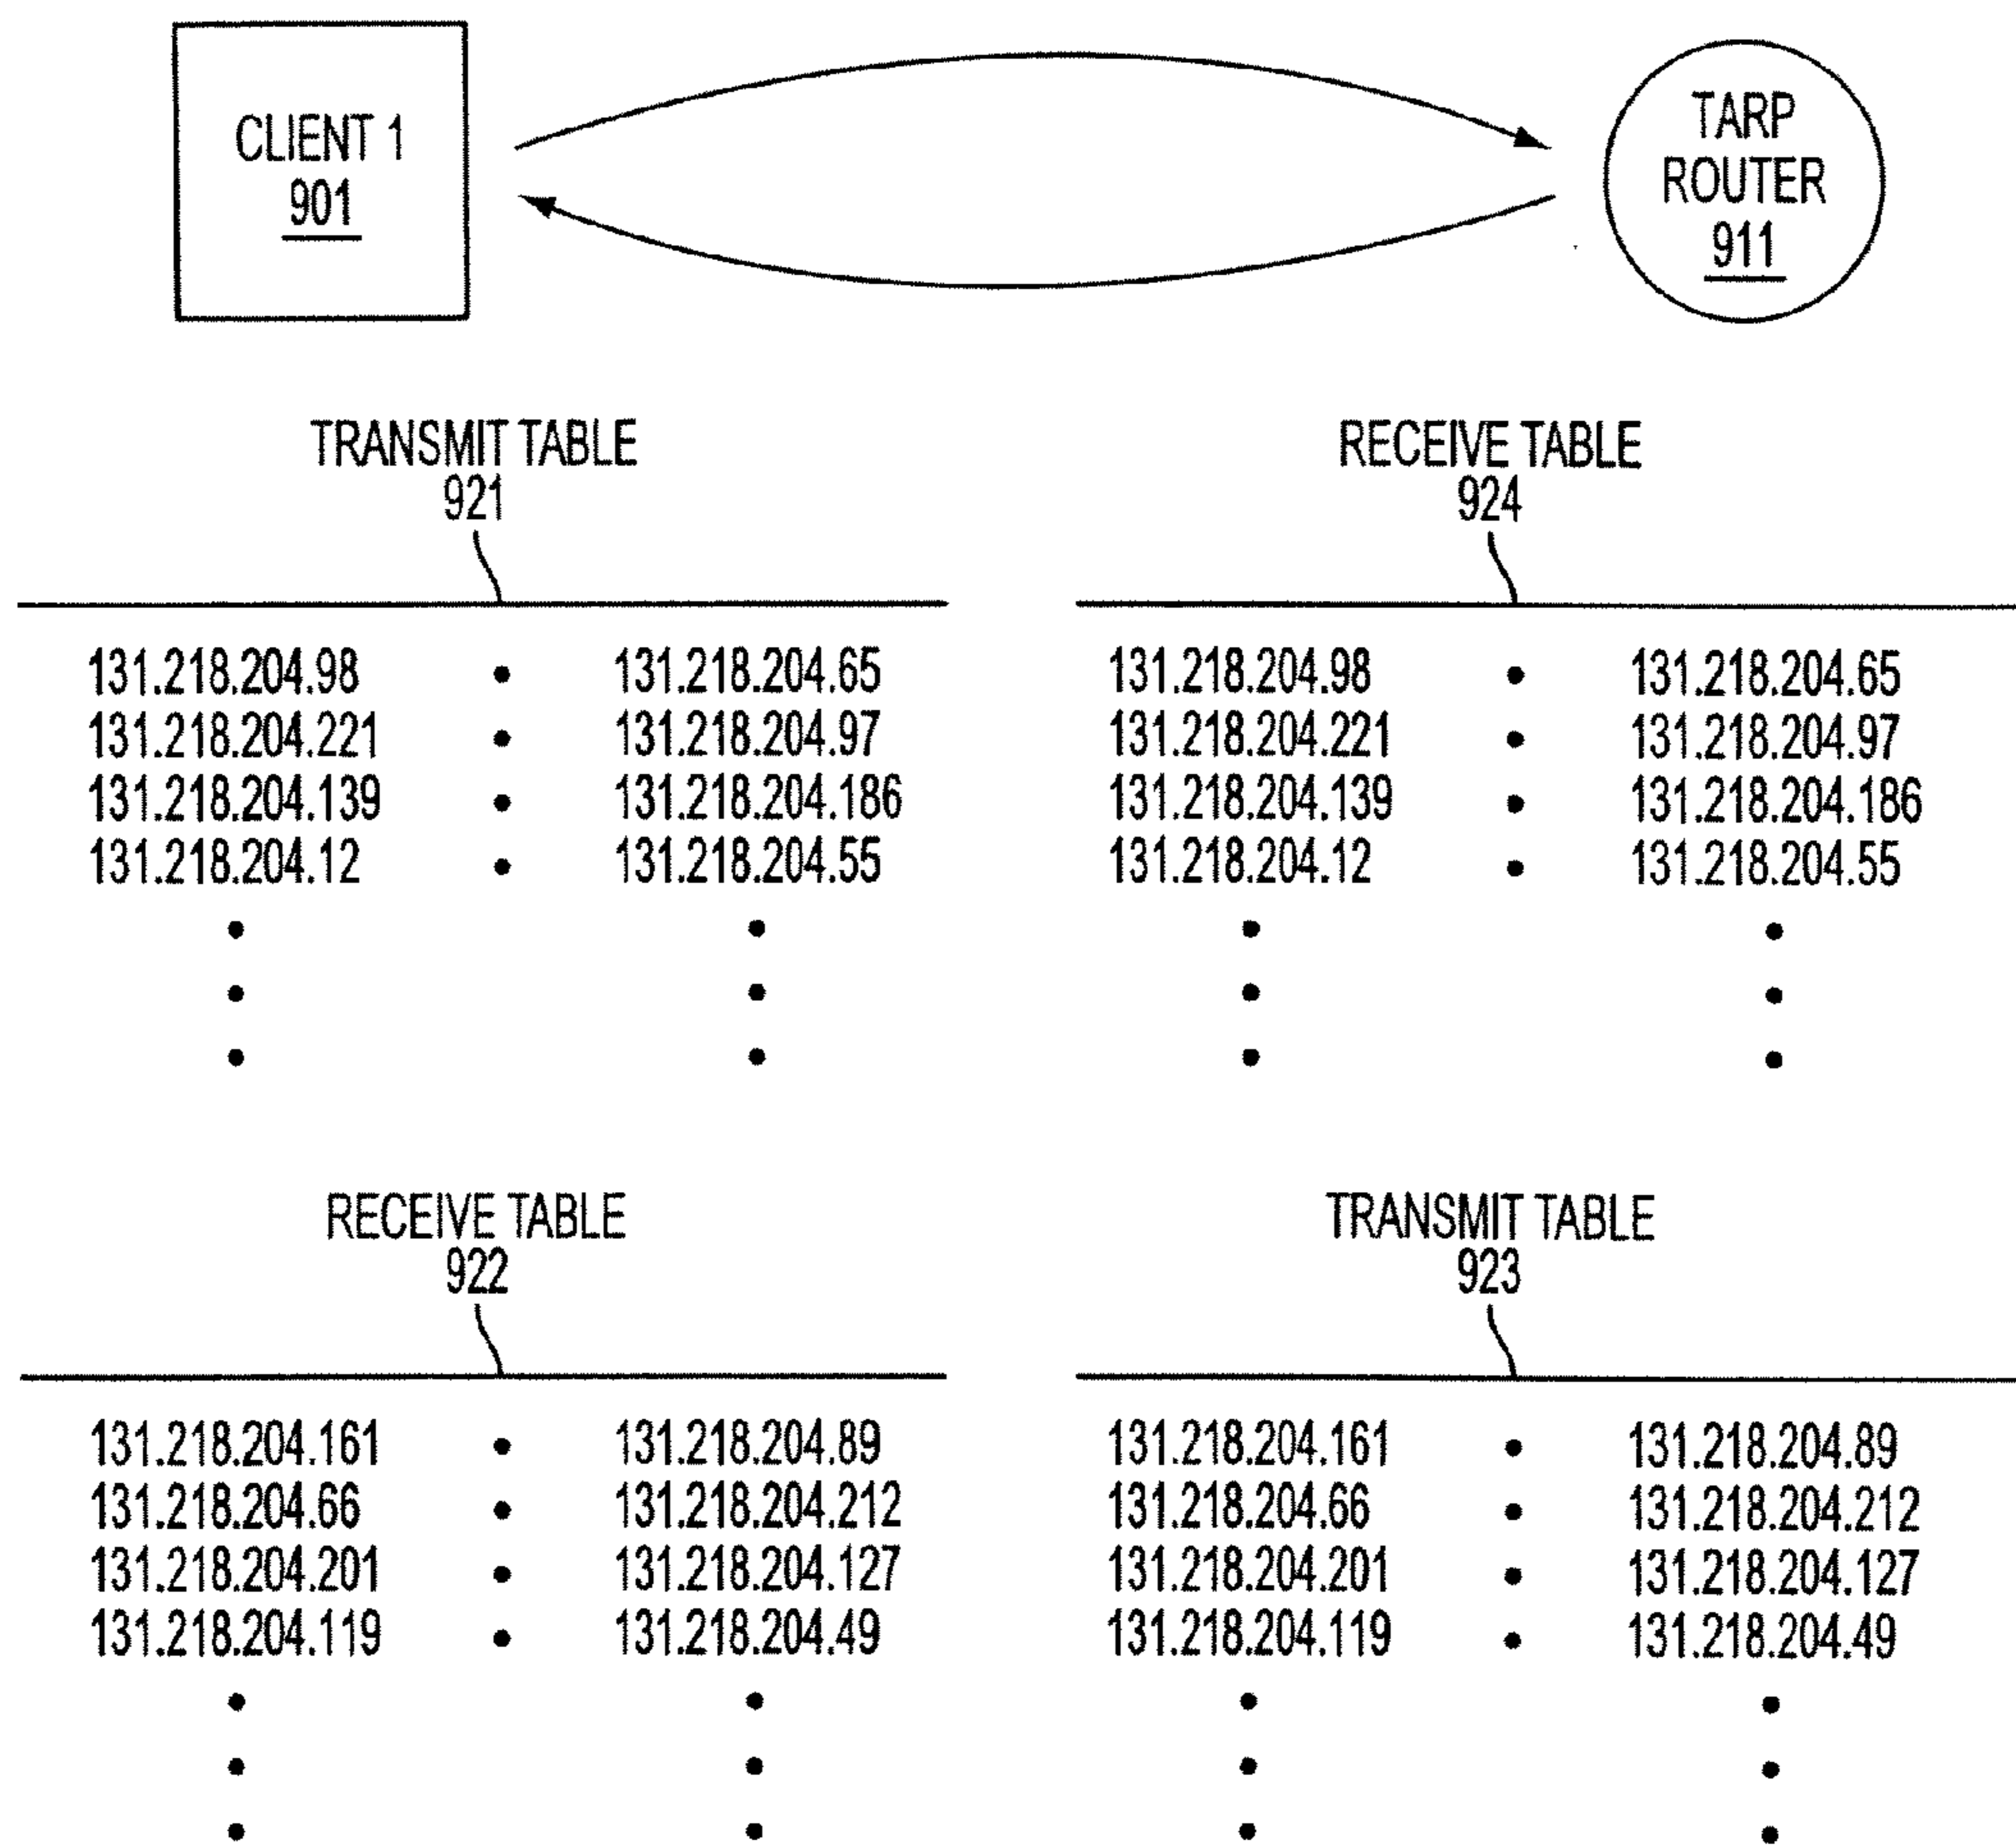 CLIENT 1
901
TARP
ROUTER
911
TRANSMIT TABLE
921
131.218.204.98 • 131.218.204.65
131.218.204.221 • 131.218.204.97
131.218.204.139 • 131.218.204.186
131.218.204.12 • 131.218.204.55
RECEIVE TABLE
924
131.218.204.98 • 131.218.204.65
131.218.204.221 • 131.218.204.97
131.218.204.139 • 131.218.204.186
131.218.204.12 • 131.218.204.55
RECEIVE TABLE
922
131.218.204.161 • 131.218.204.89
131.218.204.66 • 131.218.204.212
131.218.204.201 • 131.218.204.127
131.218.204.119 • 131.218.204.49
TRANSMIT TABLE
923
131.218.204.161 • 131.218.204.89
131.218.204.66 • 131.218.204.212
131.218.204.201 • 131.218.204.127
131.218.204.119 • 131.218.204.49